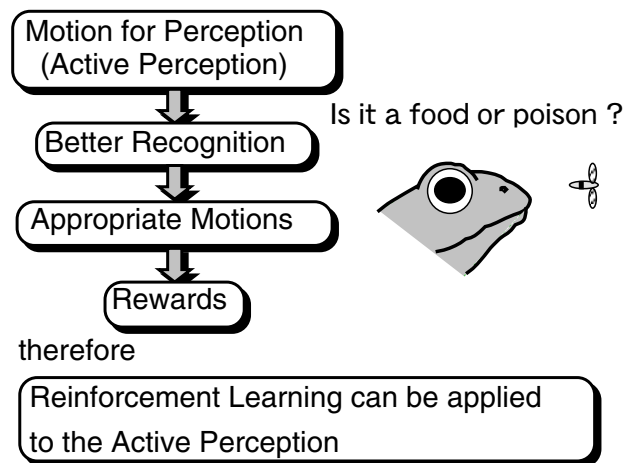 Motion for Perception
(Active Perception)
Is it a food or poison ?
Better Recognition
Appropriate Motions
Rewards
therefore
Reinforcement Learning can be applied
to the Active Perception